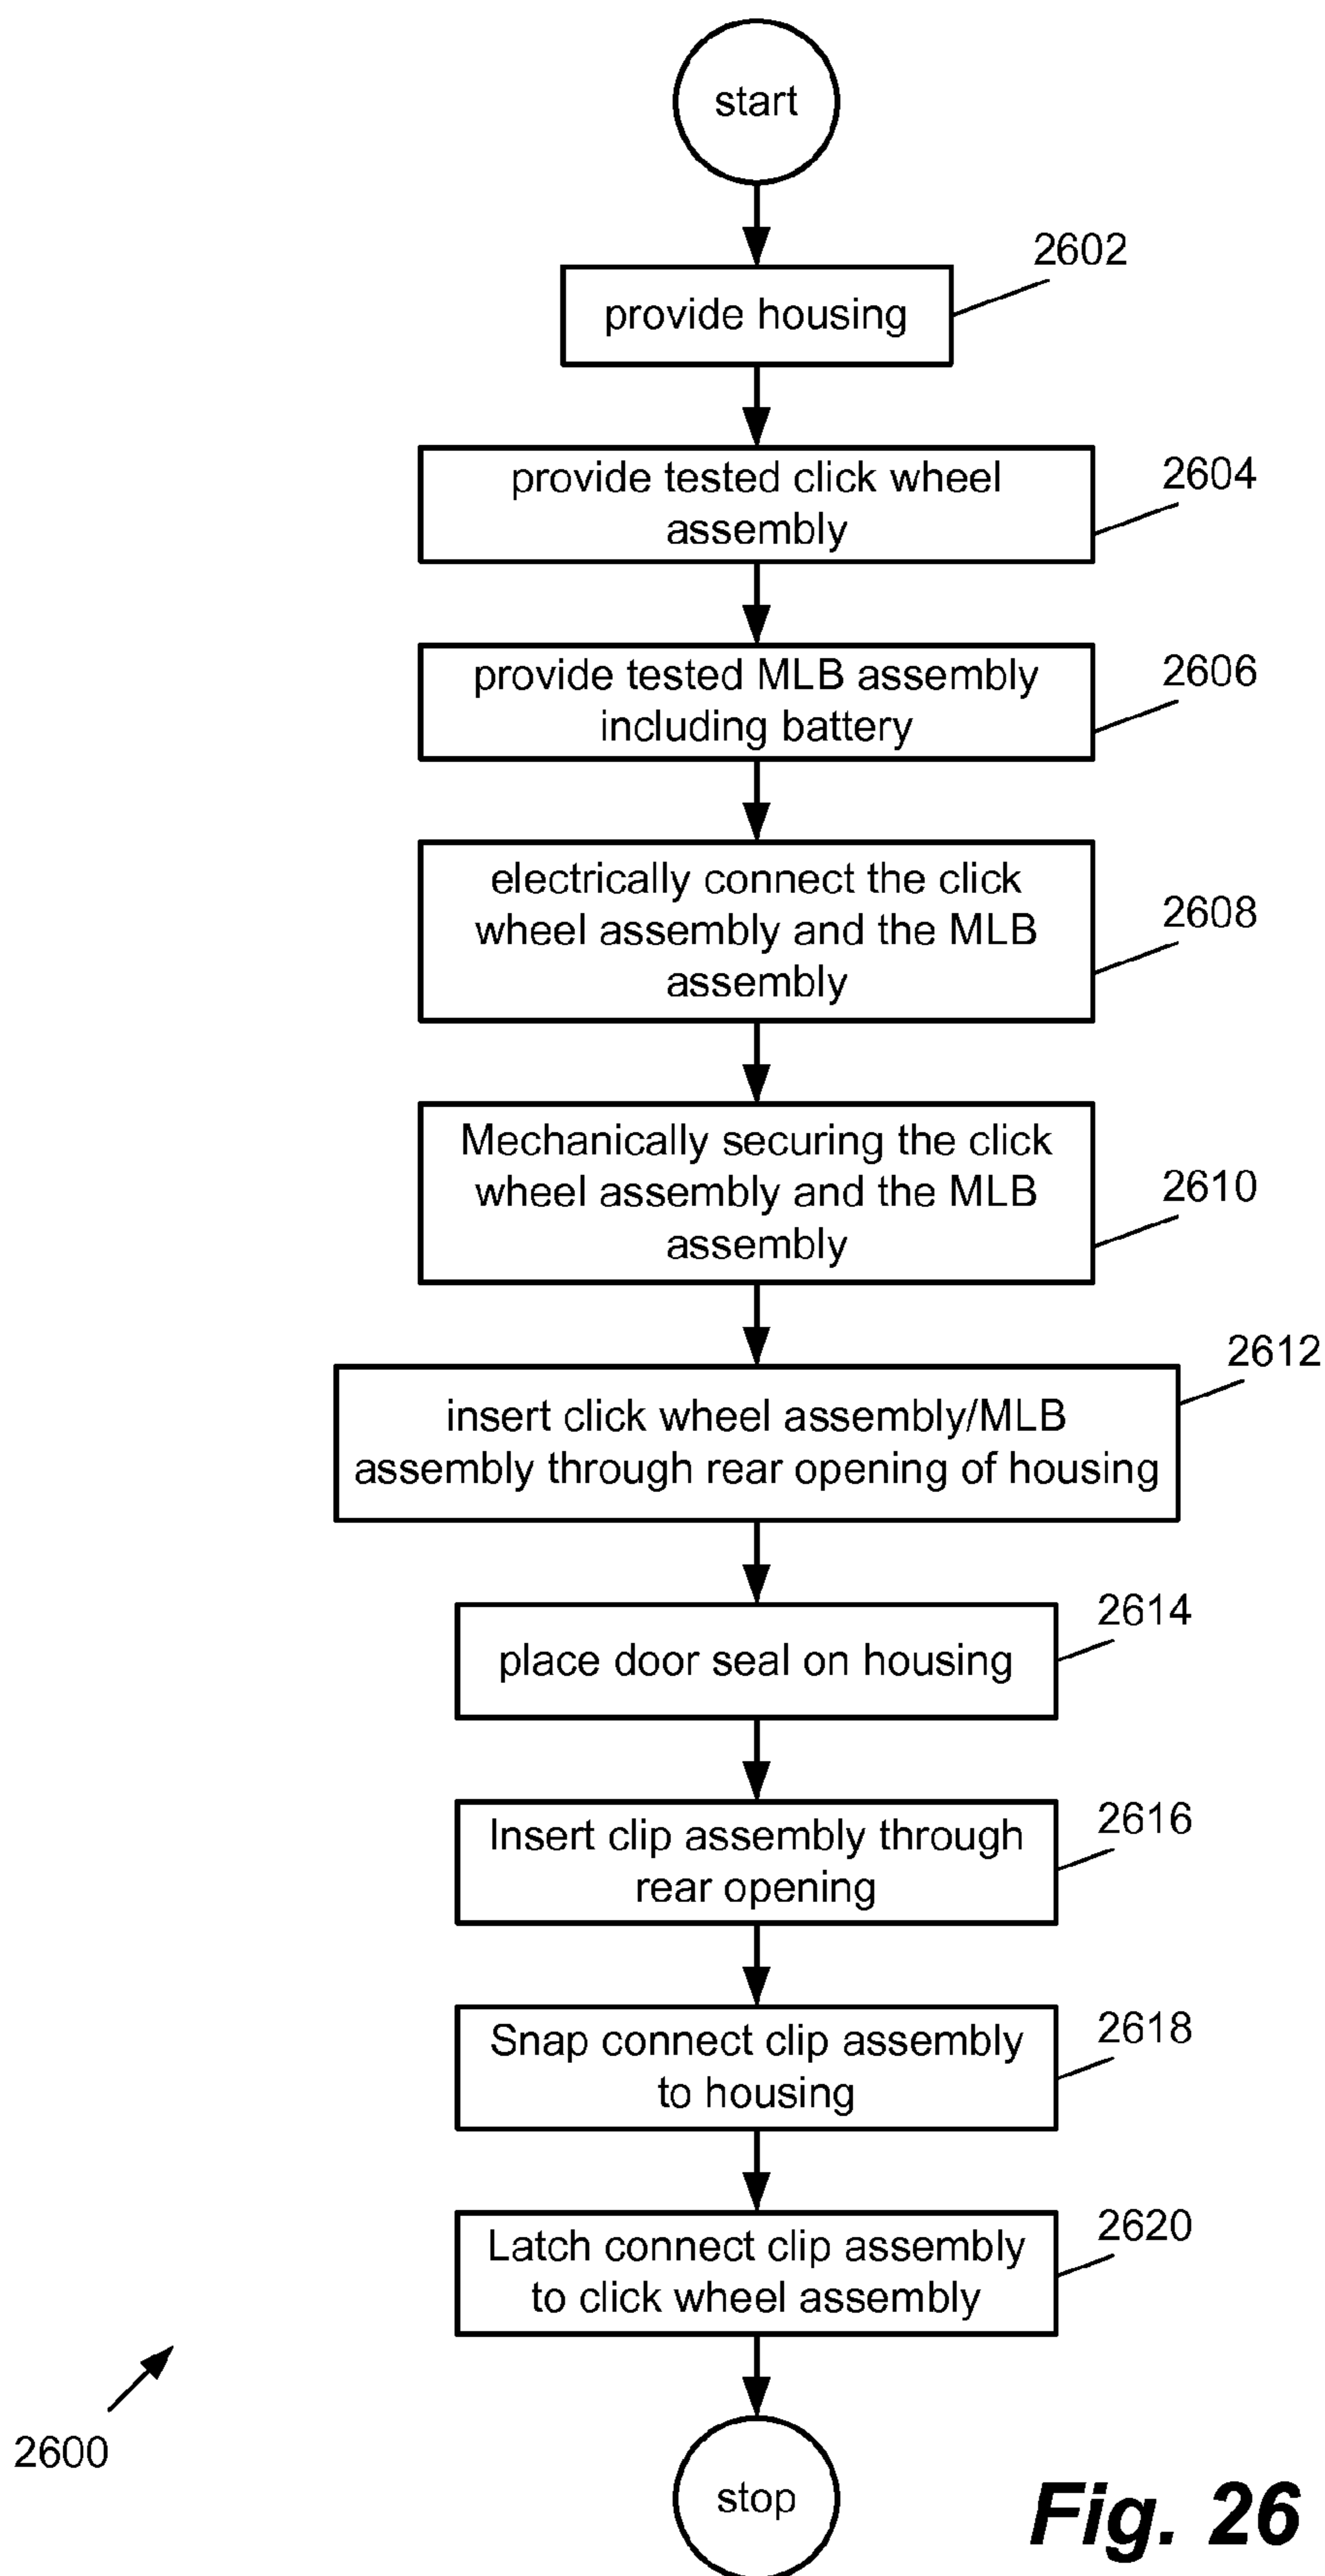 start
2602
provide housing
2604
provide tested click wheel
assembly
2606
provide tested MLB assembly
including battery
2608
electrically connect the click
wheel assembly and the MLB
assembly
2610
Mechanically securing the click
wheel assembly and the MLB
assembly
2612
insert click wheel assembly/MLB
assembly through rear opening of housing
2614
place door seal on housing
2616
Insert clip assembly through
rear opening
2618
Snap connect clip assembly
to housing
2620
Latch connect clip assembly
to click wheel assembly
2600
stop
Fig. 26